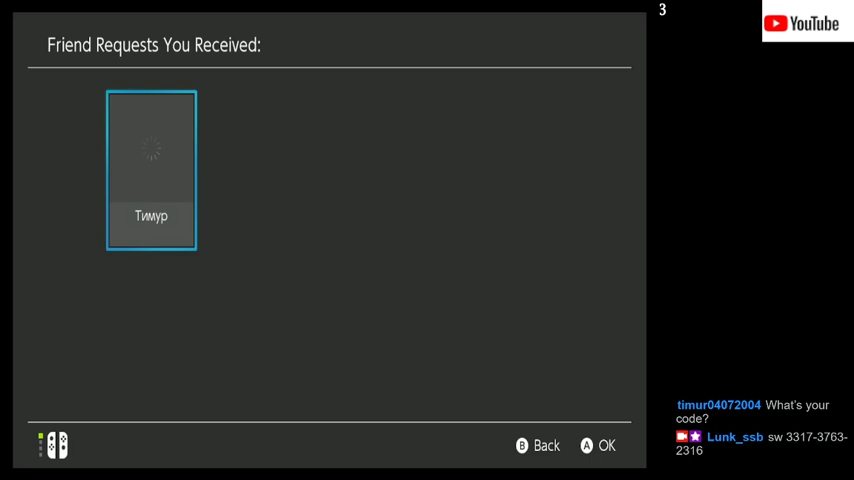 3
YouTube
Friend Requests You Received:
Тимур
timur04072004 What's your
code?
Lunk_ssb sw 3317-3763-
2316
B Back A OK